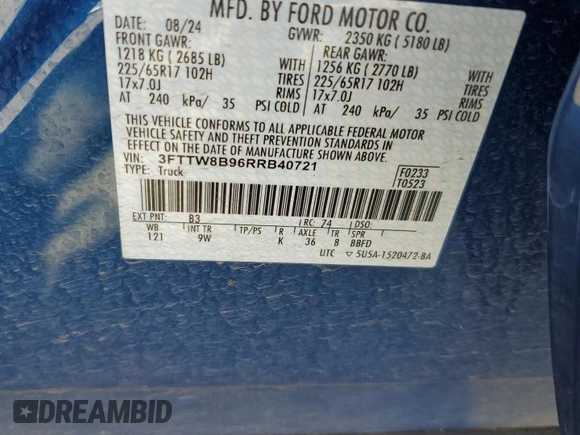 MFD. BY FORD MOTOR CO.
DATE: 08/24 GVWR: 2350 KG ( 5180 LB)
FRONT GAWR: REAR GAWR:
1218 KG ( 2685 LB) WITH 1256 KG ( 2770 LB) WITH
225/65R17 102H TIRES 225/65R17 102H TIRES
17x7.0J RIMS 17x7.0J RIMS
AT 240 kPa/ 35 PSI COLD AT 240 kPa/ 35 PSI COLD
THIS VEHICLE CONFORMS TO ALL APPLICABLE FEDERAL MOTOR
VEHICLE SAFETY AND THEFT PREVENTION STANDARDS IN
EFFECT ON THE DATE OF MANUFACTURE SHOWN ABOVE.
VIN: 3FTTW8B96RRB40721
TYPE: Truck
F0233
T0523
EXT PNT: B3 RC: 74 DSO:
WB INT TR TP/PS R AXLE TR SPR
121 9W K 36 8 BBFD
UTC ▽ 5U5A-1520472-BA
DREAMBID